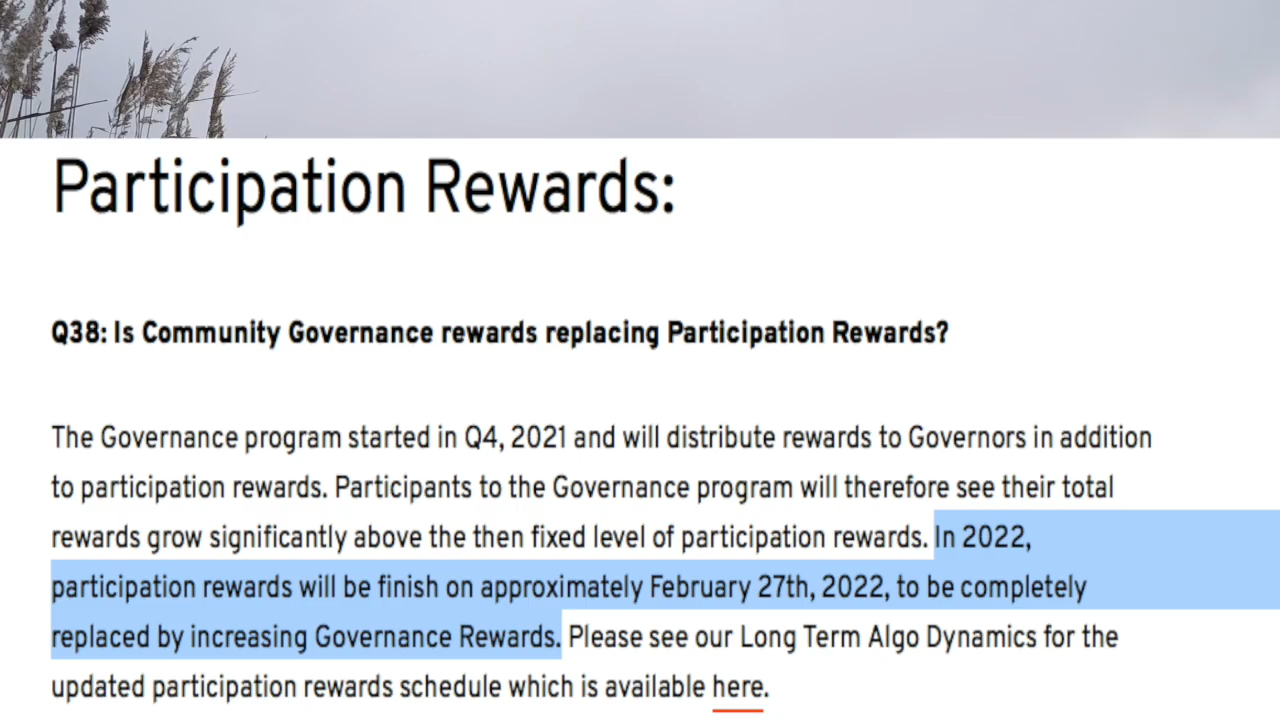 Participation Rewards:
Q38: Is Community Governance rewards replacing Participation Rewards?
The Governance program started in Q4, 2021 and will distribute rewards to Governors in addition
to participation rewards. Participants to the Governance program will therefore see their total
rewards grow significantly above the then fixed level of participation rewards. In 2022,
participation rewards will be finish on approximately February 27th, 2022, to be completely
replaced by increasing Governance Rewards. Please see our Long Term Algo Dynamics for the
updated participation rewards schedule which is available here.